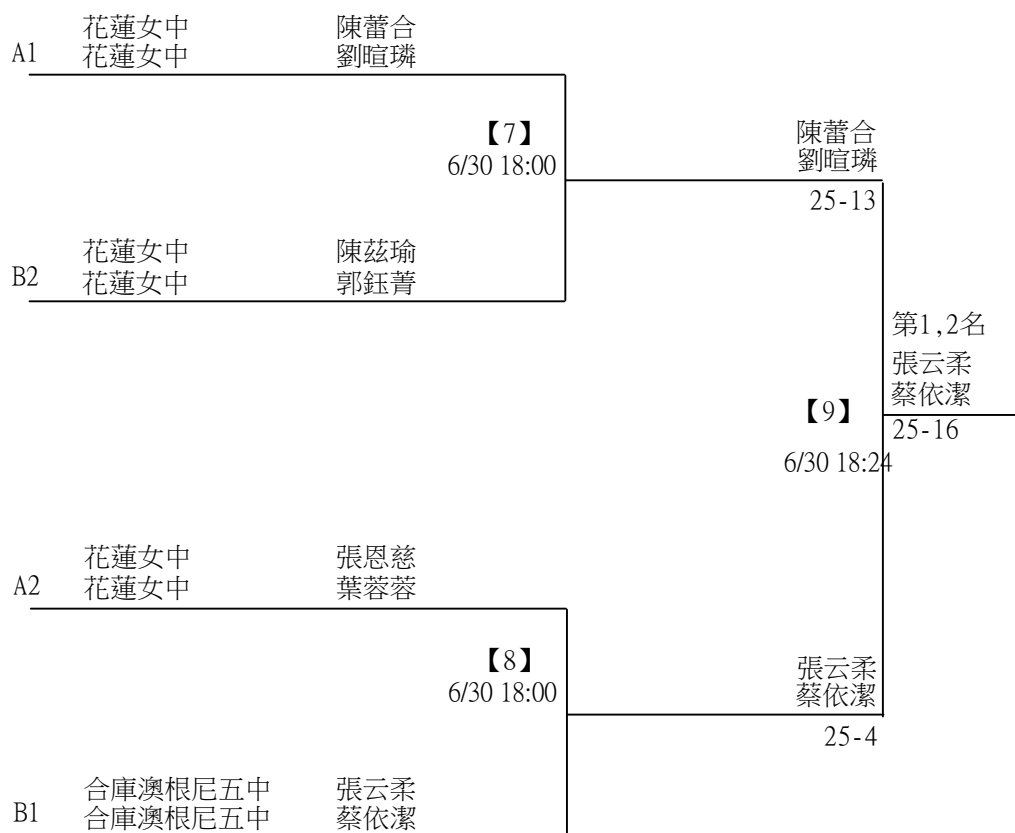 花蓮女中 陳蕾合
A1 花蓮女中 劉暄璘
【7】
6/30 18:00
陳蕾合
劉暄璘
25-13
花蓮女中 陳茲瑜
B2 花蓮女中 郭鈺菁
第1,2名
張云柔
蔡依潔
【9】
25-16
6/30 18:24
花蓮女中 張恩慈
A2 花蓮女中 葉蓉蓉
【8】
6/30 18:00
張云柔
蔡依潔
25-4
合庫澳根尼五中 張云柔
B1 合庫澳根尼五中 蔡依潔